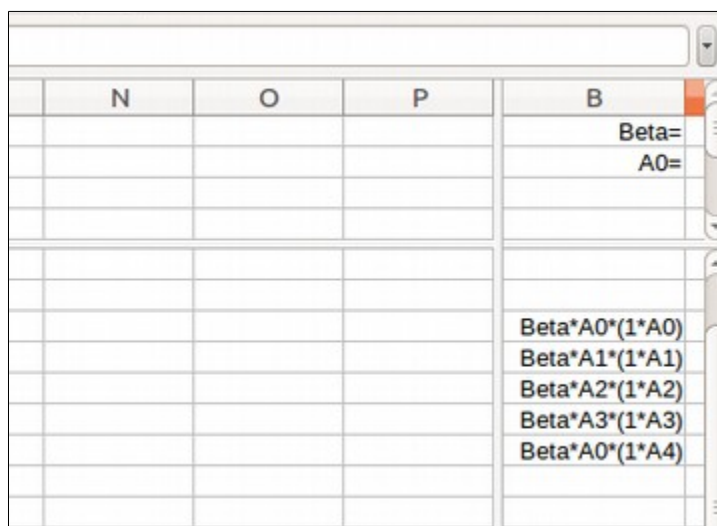 N O P B
Beta=
A0=
Beta*A0*(1*A0)
Beta*A1*(1*A1)
Beta*A2*(1*A2)
Beta*A3*(1*A3)
Beta*A0*(1*A4)